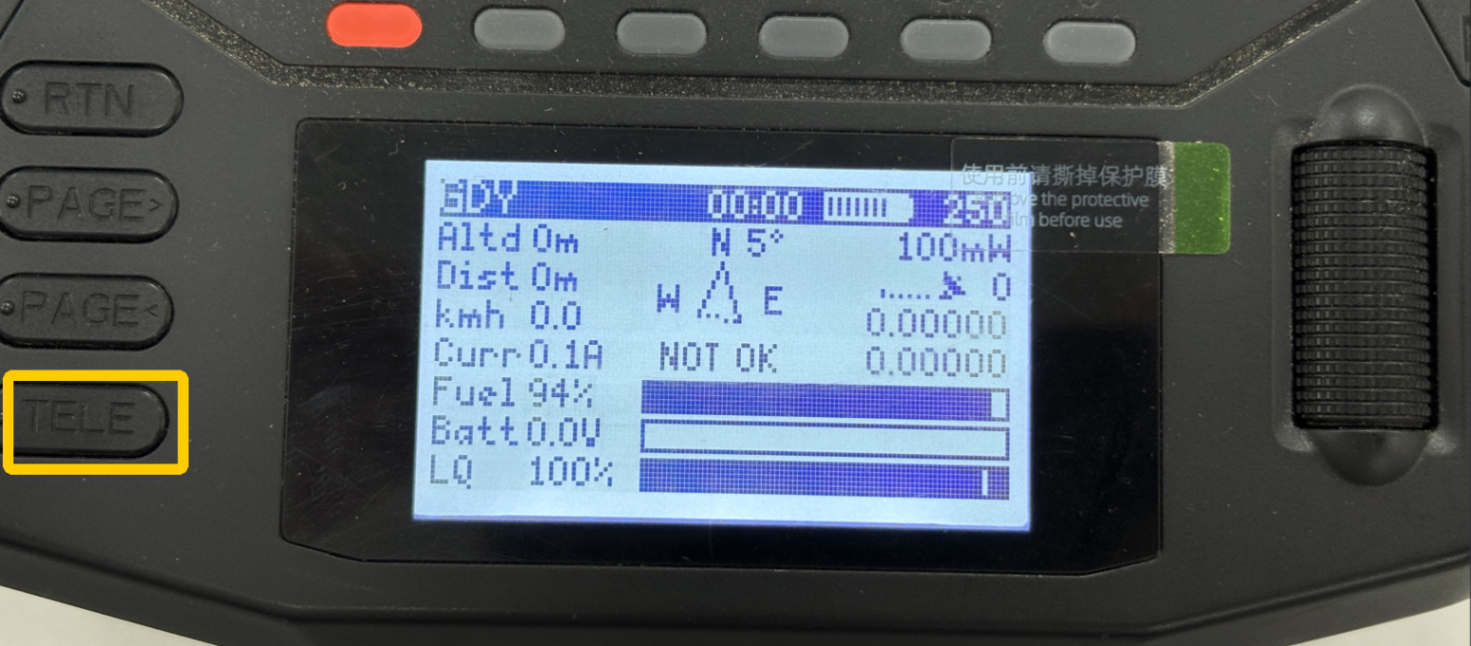 RTN
PAGE>
PAGE<
TELE
使用前请撕掉保护膜
ove the protective
film before use
GDY 00:00 250
Altd 0m N 5° 100mW
Dist 0m W E 0
kmh 0.0 0.00000
Curr 0.1A NOT OK 0.00000
Fuel 94%
Batt 0.0V
LQ 100%